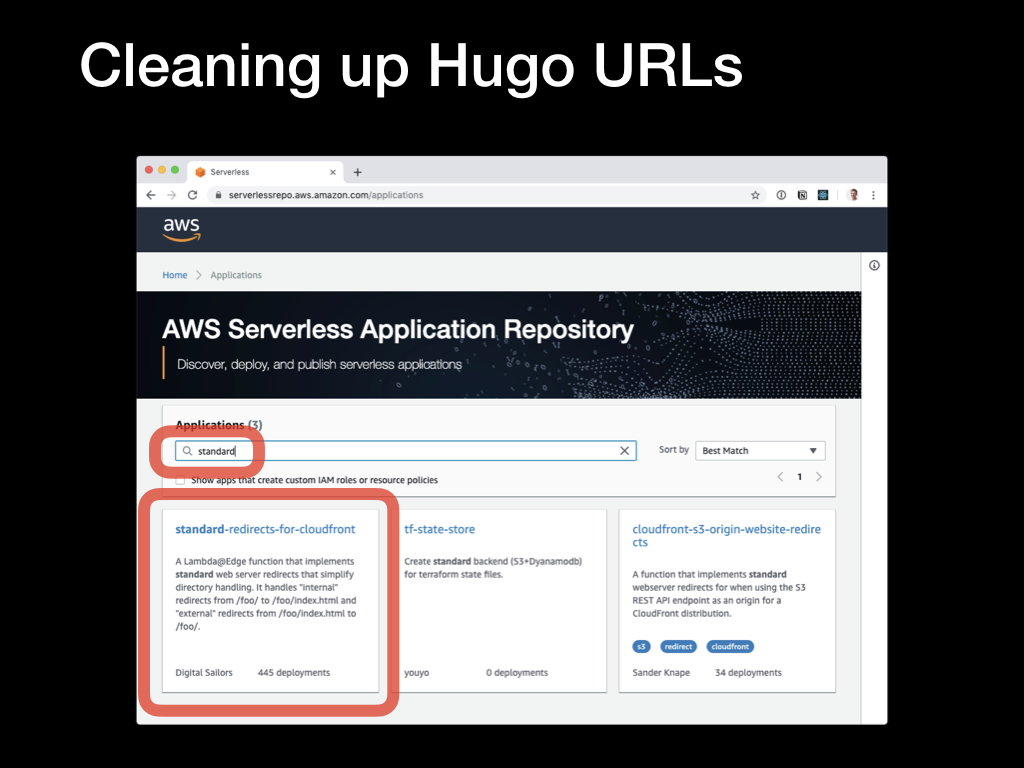 Cleaning up Hugo URLs
Serverless
serverlessrepo.aws.amazon.com/applications
aws
Home > Applications
AWS Serverless Application Repository
Discover, deploy, and publish serverless applications
Applications (3)
standard
Sort by Best Match
Show apps that create custom IAM roles or resource policies
1
standard-redirects-for-cloudfront
A Lambda@Edge function that implements
standard web server redirects that simplify
directory handling. It handles "internal"
redirects from /foo/ to /foo/index.html and
"external" redirects from /foo/index.html to
/foo/.
Digital Sailors 445 deployments
tf-state-store
Create standard backend (S3+Dyanamodb)
for terraform state files.
youyo 0 deployments
cloudfront-s3-origin-website-redire
cts
A function that implements standard
webserver redirects for when using the S3
REST API endpoint as an origin for a
CloudFront distribution.
s3 redirect cloudfront
Sander Knape 34 deployments